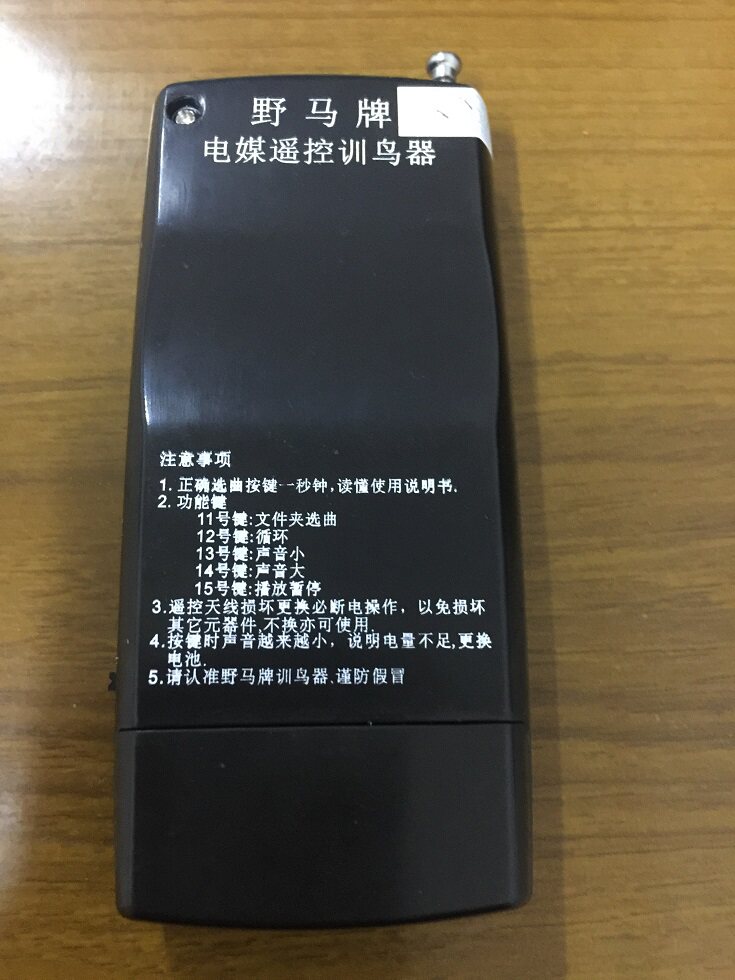 野马牌
电媒遥控训鸟器
注意事项
1. 正确选曲按键一秒钟,读懂使用说明书.
2. 功能键
11号键:文件夹选曲
12号键:循环
13号键:声音小
14号键:声音大
15号键:播放暂停
3.遥控天线损坏更换必断电操作，以免损坏
其它元器件,不换亦可使用.
4.按键时声音越来越小，说明电量不足,更换
电池.
5.请认准野马牌训鸟器、谨防假冒